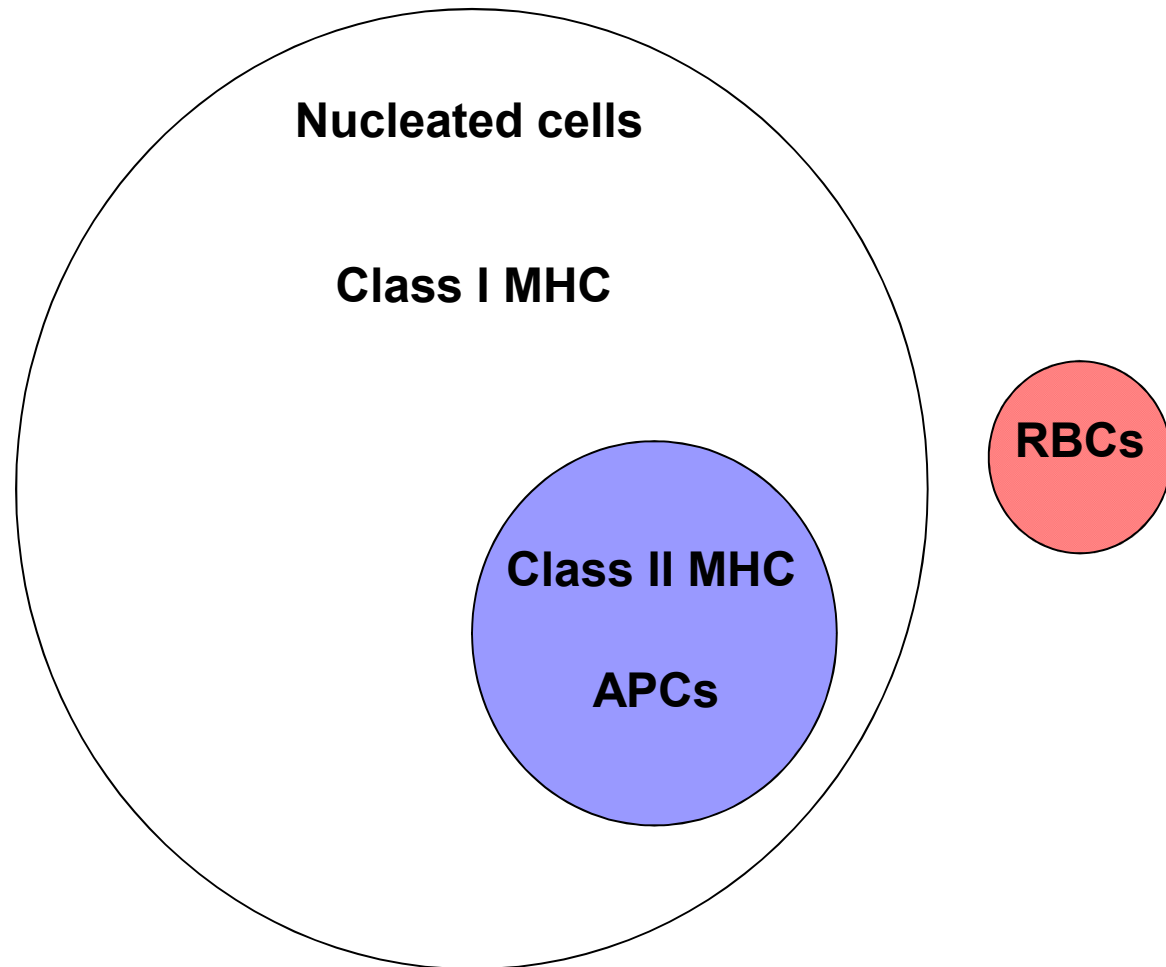 Nucleated cells
Class I MHC
RBCs
Class II MHC
APCs